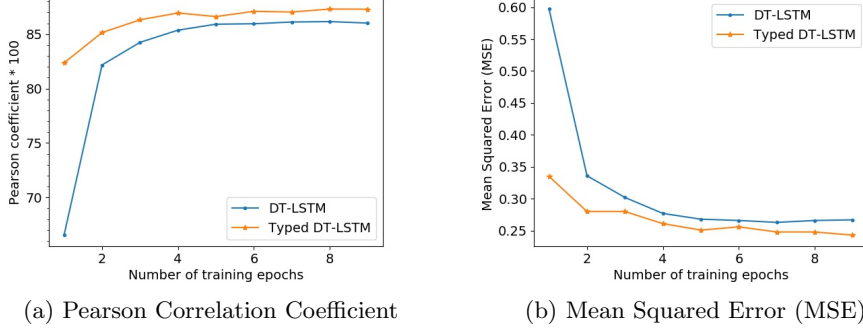 85
80
75
70
Pearson coefficient * 100
DT-LSTM
Typed DT-LSTM
2 4 6 8
Number of training epochs
(a) Pearson Correlation Coefficient
0.60
0.55
0.50
0.45
0.40
0.35
0.30
0.25
Mean Squared Error (MSE)
DT-LSTM
Typed DT-LSTM
2 4 6 8
Number of training epochs
(b) Mean Squared Error (MSE)